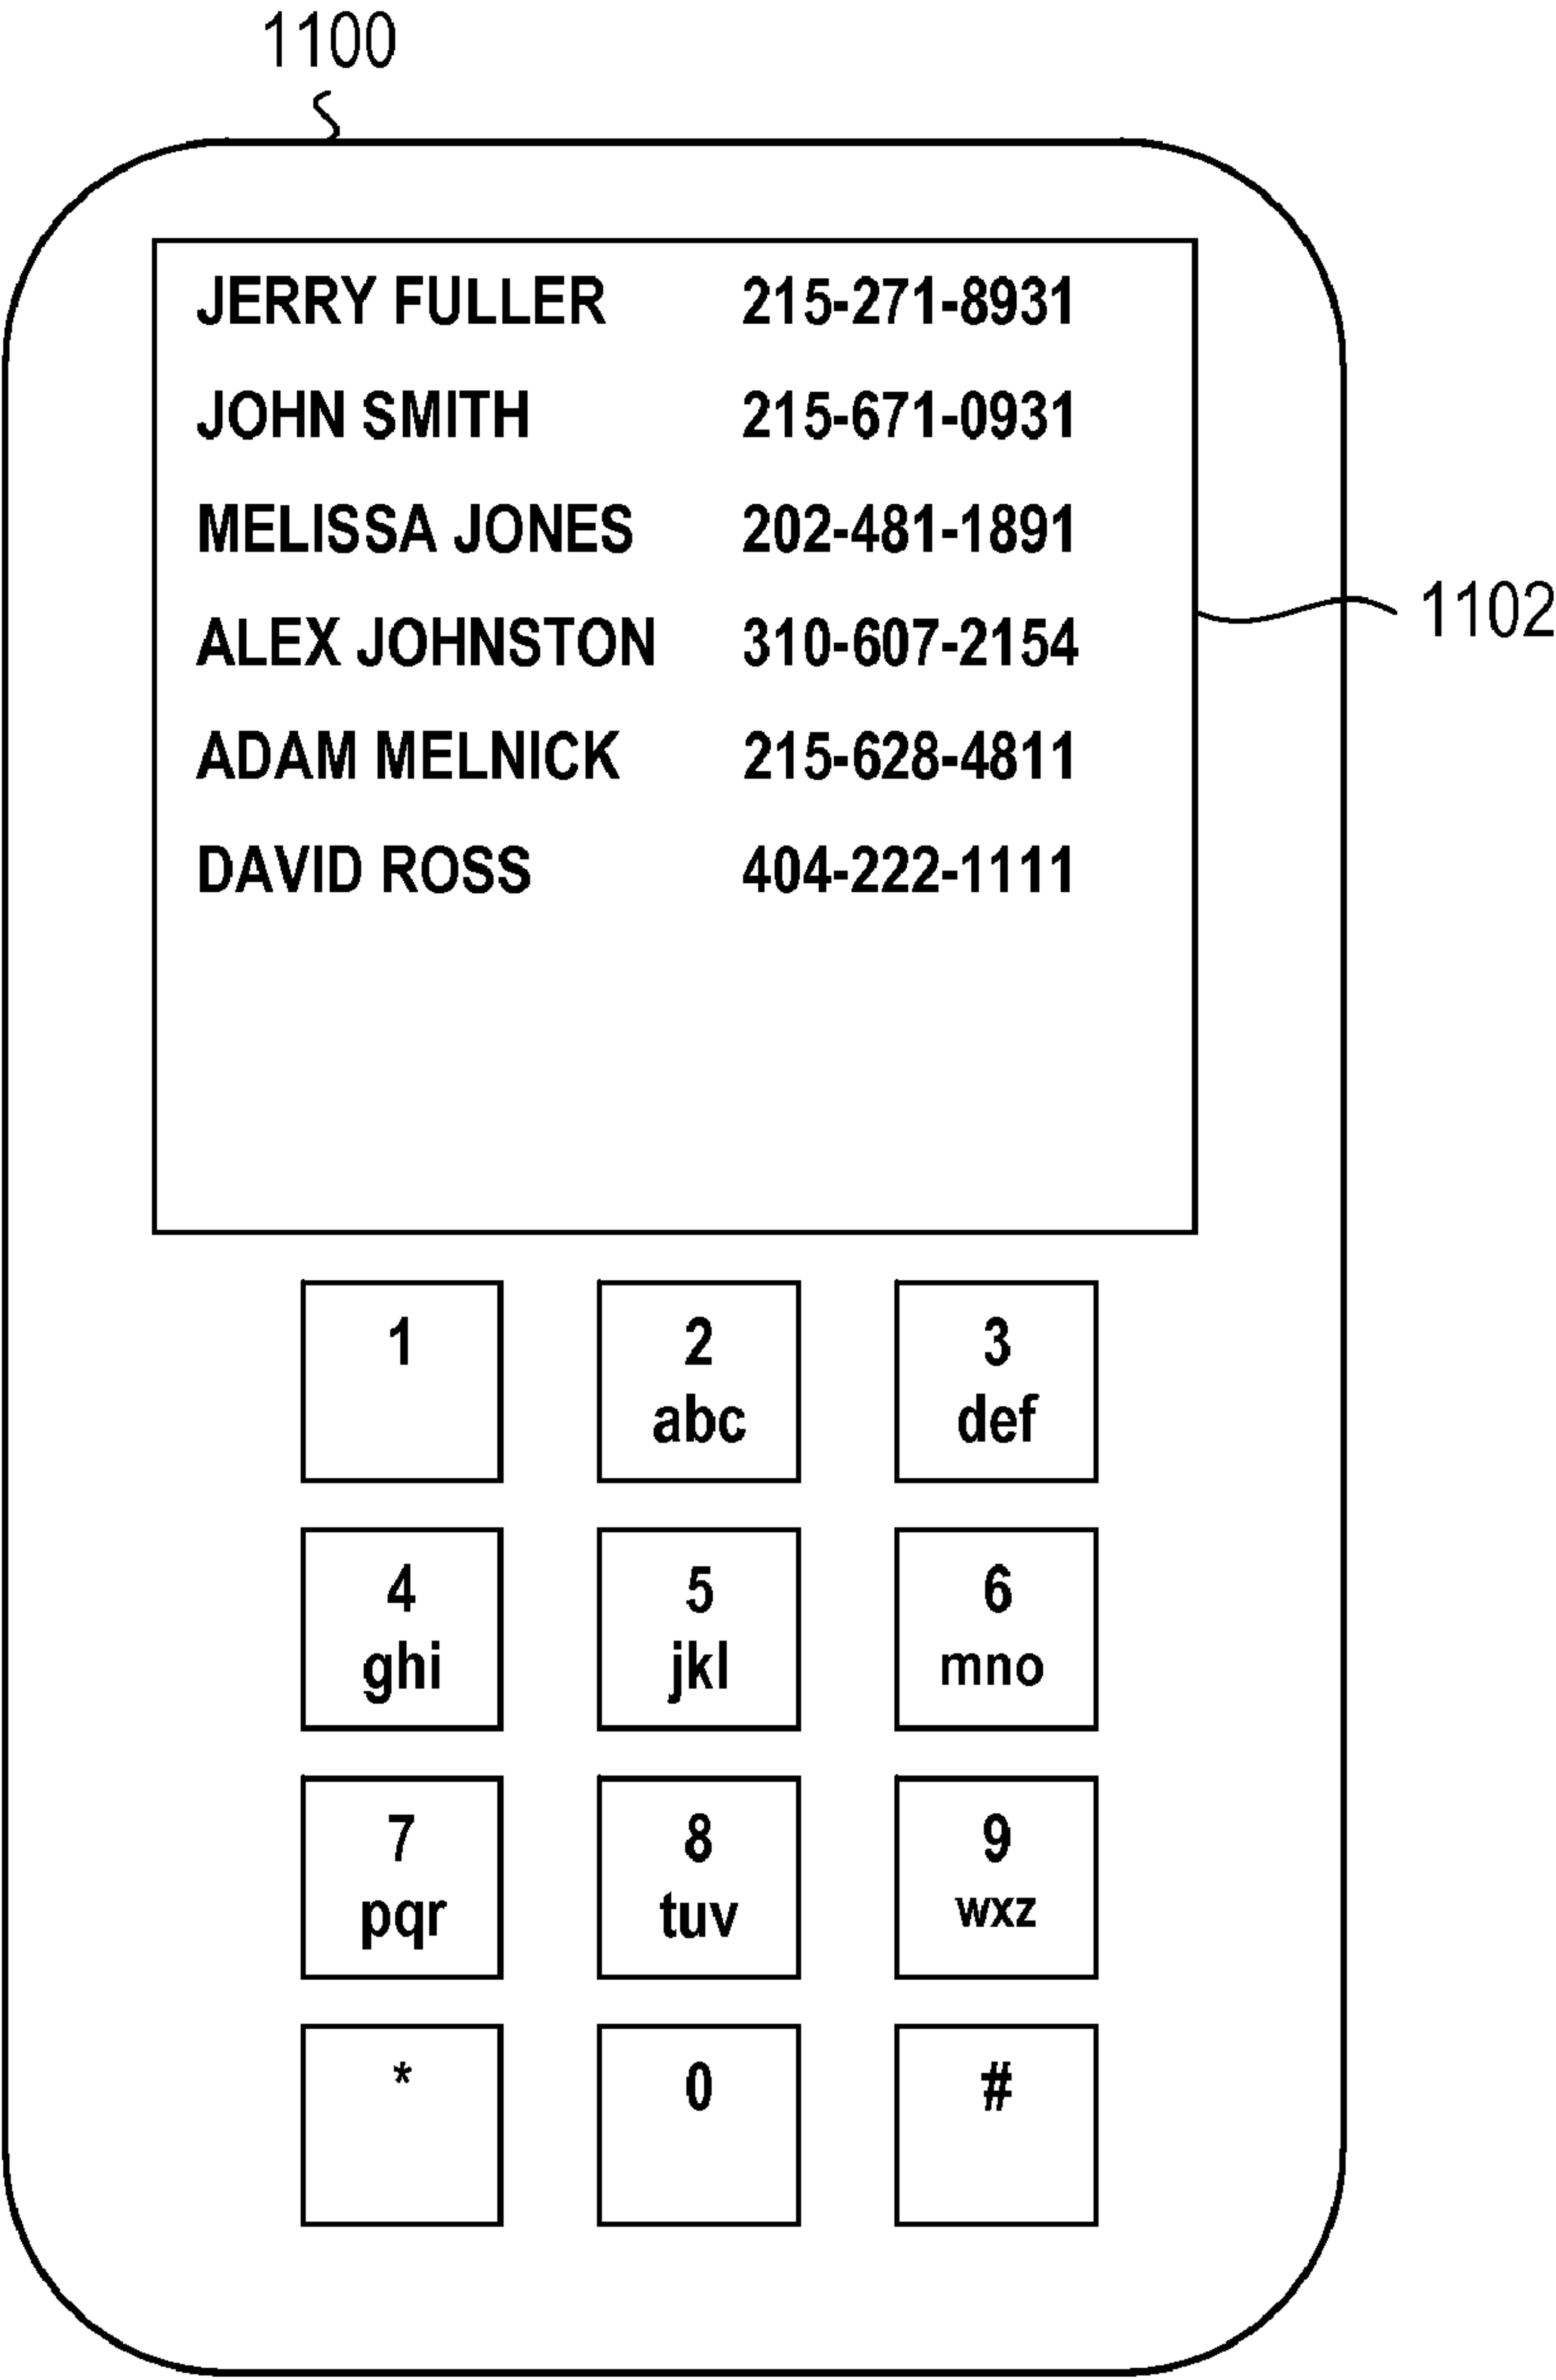 1100
JERRY FULLER 215-271-8931
JOHN SMITH 215-671-0931
MELISSA JONES 202-481-1891
1102
ALEX JOHNSTON 310-607-2154
ADAM MELNICK 215-628-4811
DAVID ROSS 404-222-1111
1 2 3
abc def
4 5 6
ghi jkl mno
7 8 9
pqr tuv wxz
* 0 #